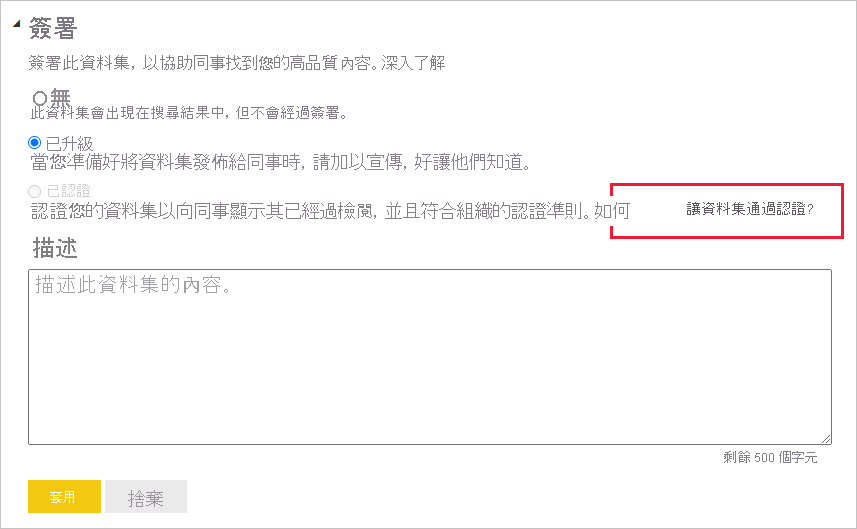 簽署
簽署此資料集，以協助同事找到您的高品質內容。深入了解
無
此資料集會出現在搜尋結果中，但不會經過簽署。
已升級
當您準備好將資料集發佈給同事時，請加以宣傳，好讓他們知道。
已認證
認證您的資料集以向同事顯示其已經過檢閱，並且符合組織的認證準則。如何 讓資料集通過認證?
描述
描述此資料集的內容。
剩餘 500 個字元
套用 捨棄